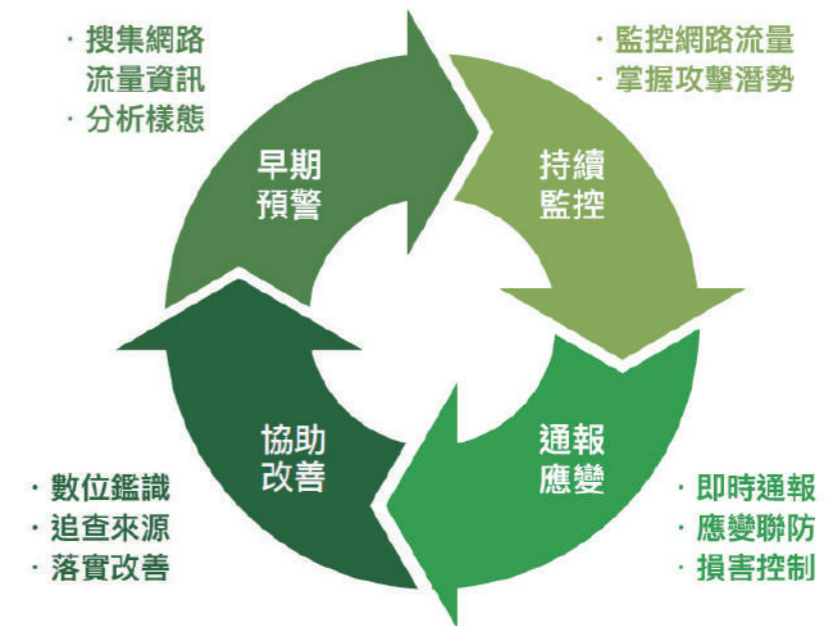 · 搜集網路
流量資訊
· 分析樣態
早期
預警
· 監控網路流量
· 掌握攻擊潛勢
持續
監控
通報
應變
· 即時通報
· 應變聯防
· 損害控制
協助
改善
· 數位鑑識
· 追查來源
· 落實改善